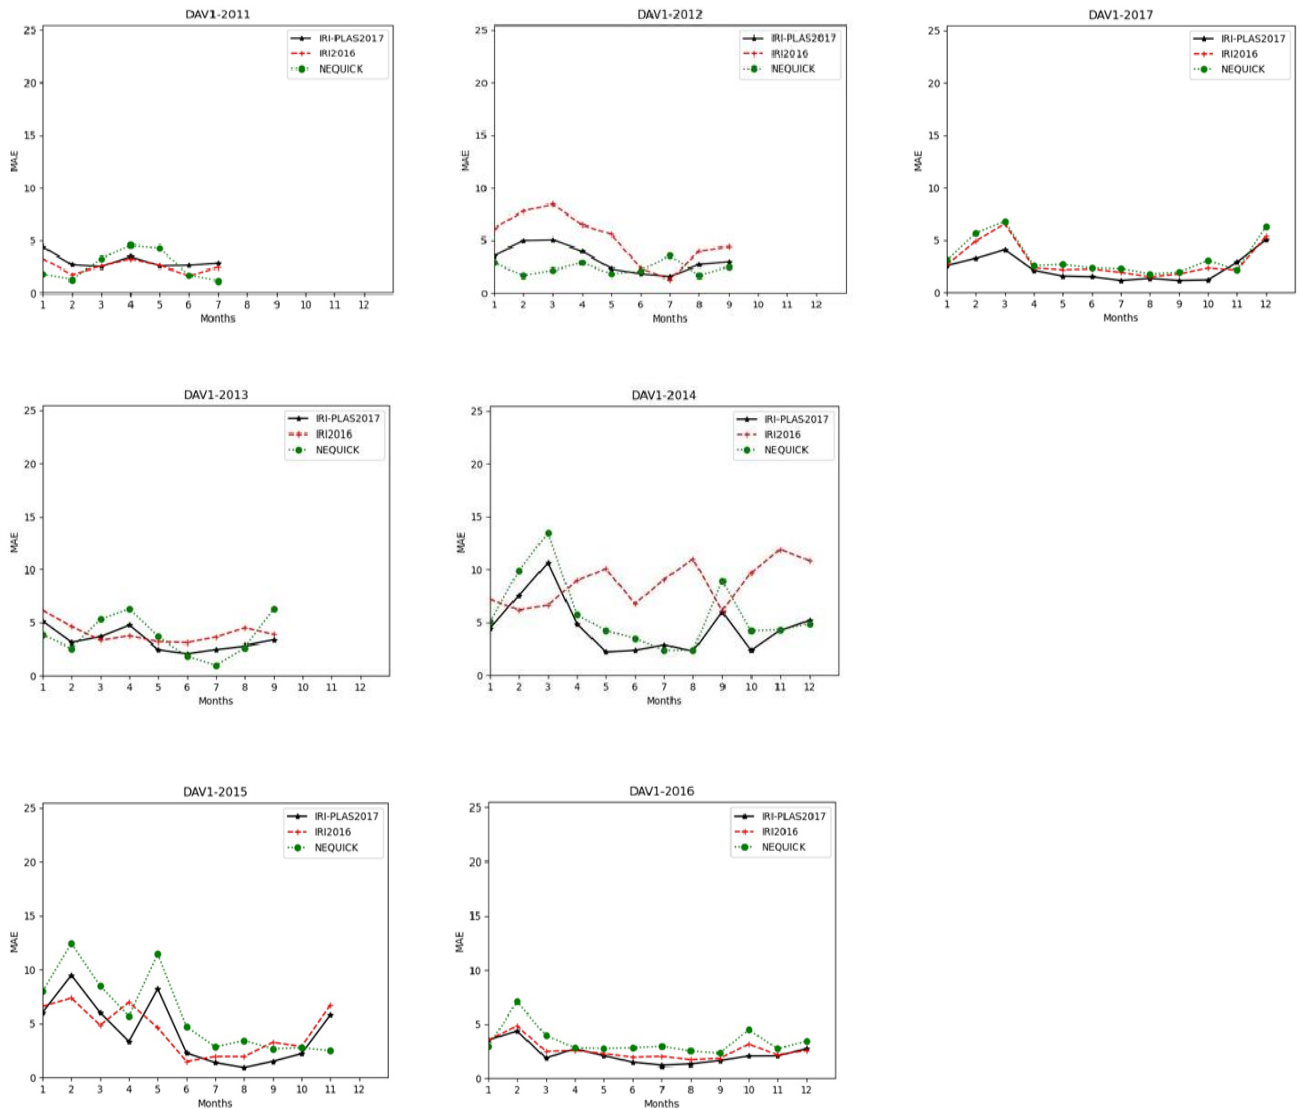 DAV1-2011
IRI-PLAS2017
IRI2016
NEQUICK
25
20
15
10
5
0
MAE
1 2 3 4 5 6 7 8 9 10 11 12
Months
DAV1-2012
IRI-PLAS2017
IRI2016
NEQUICK
25
20
15
10
5
0
MAE
1 2 3 4 5 6 7 8 9 10 11 12
Months
DAV1-2017
IRI-PLAS2017
IRI2016
NEQUICK
25
20
15
10
5
0
MAE
1 2 3 4 5 6 7 8 9 10 11 12
Months
DAV1-2013
IRI-PLAS2017
IRI2016
NEQUICK
25
20
15
10
5
0
MAE
1 2 3 4 5 6 7 8 9 10 11 12
Months
DAV1-2014
IRI-PLAS2017
IRI2016
NEQUICK
25
20
15
10
5
0
MAE
1 2 3 4 5 6 7 8 9 10 11 12
Months
DAV1-2015
IRI-PLAS2017
IRI2016
NEQUICK
25
20
15
10
5
0
MAE
1 2 3 4 5 6 7 8 9 10 11 12
Months
DAV1-2016
IRI-PLAS2017
IRI2016
NEQUICK
25
20
15
10
5
0
MAE
1 2 3 4 5 6 7 8 9 10 11 12
Months